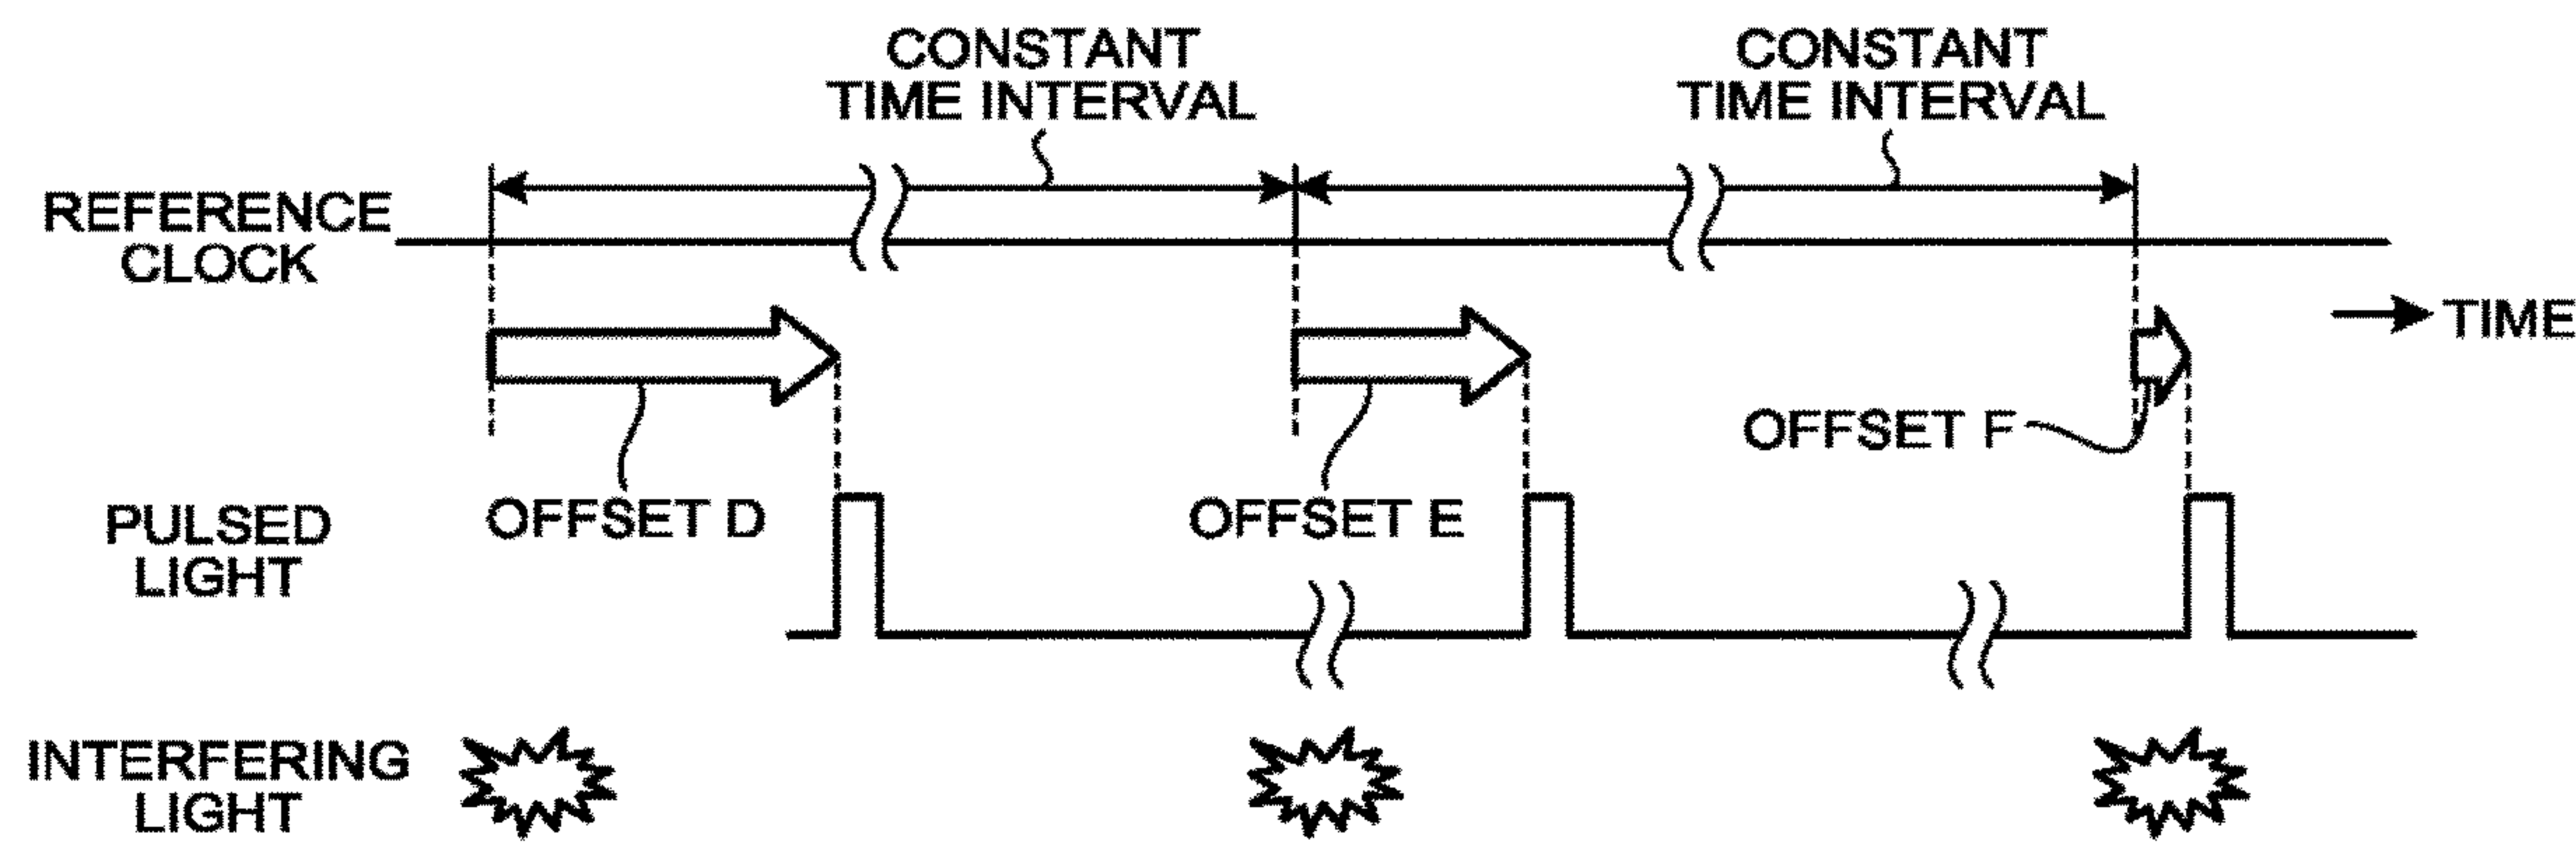 CONSTANT
TIME INTERVAL
CONSTANT
TIME INTERVAL
REFERENCE
CLOCK
TIME
OFFSET F
OFFSET D
OFFSET E
PULSED
LIGHT
INTERFERING
LIGHT